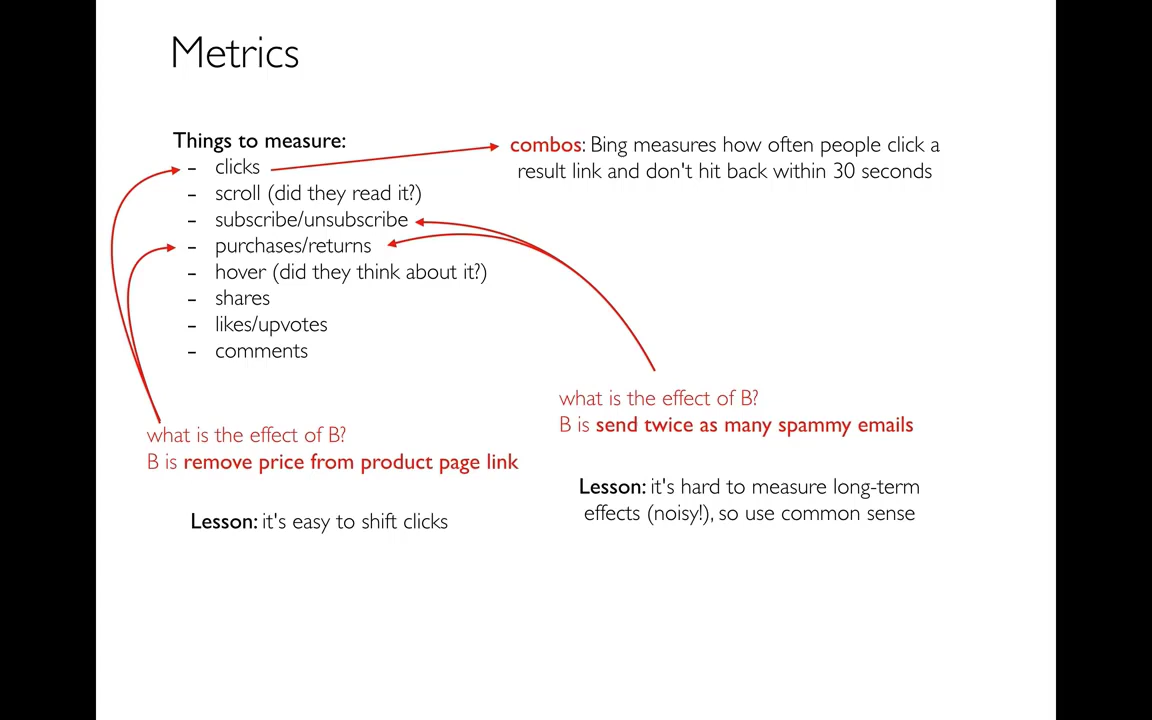 Metrics
Things to measure:
- clicks
- scroll (did they read it?)
- subscribe/unsubscribe
- purchases/returns
- hover (did they think about it?)
- shares
- likes/upvotes
- comments
combos: Bing measures how often people click a
result link and don't hit back within 30 seconds
what is the effect of B?
B is remove price from product page link
Lesson: it's easy to shift clicks
what is the effect of B?
B is send twice as many spammy emails
Lesson: it's hard to measure long-term
effects (noisy!), so use common sense